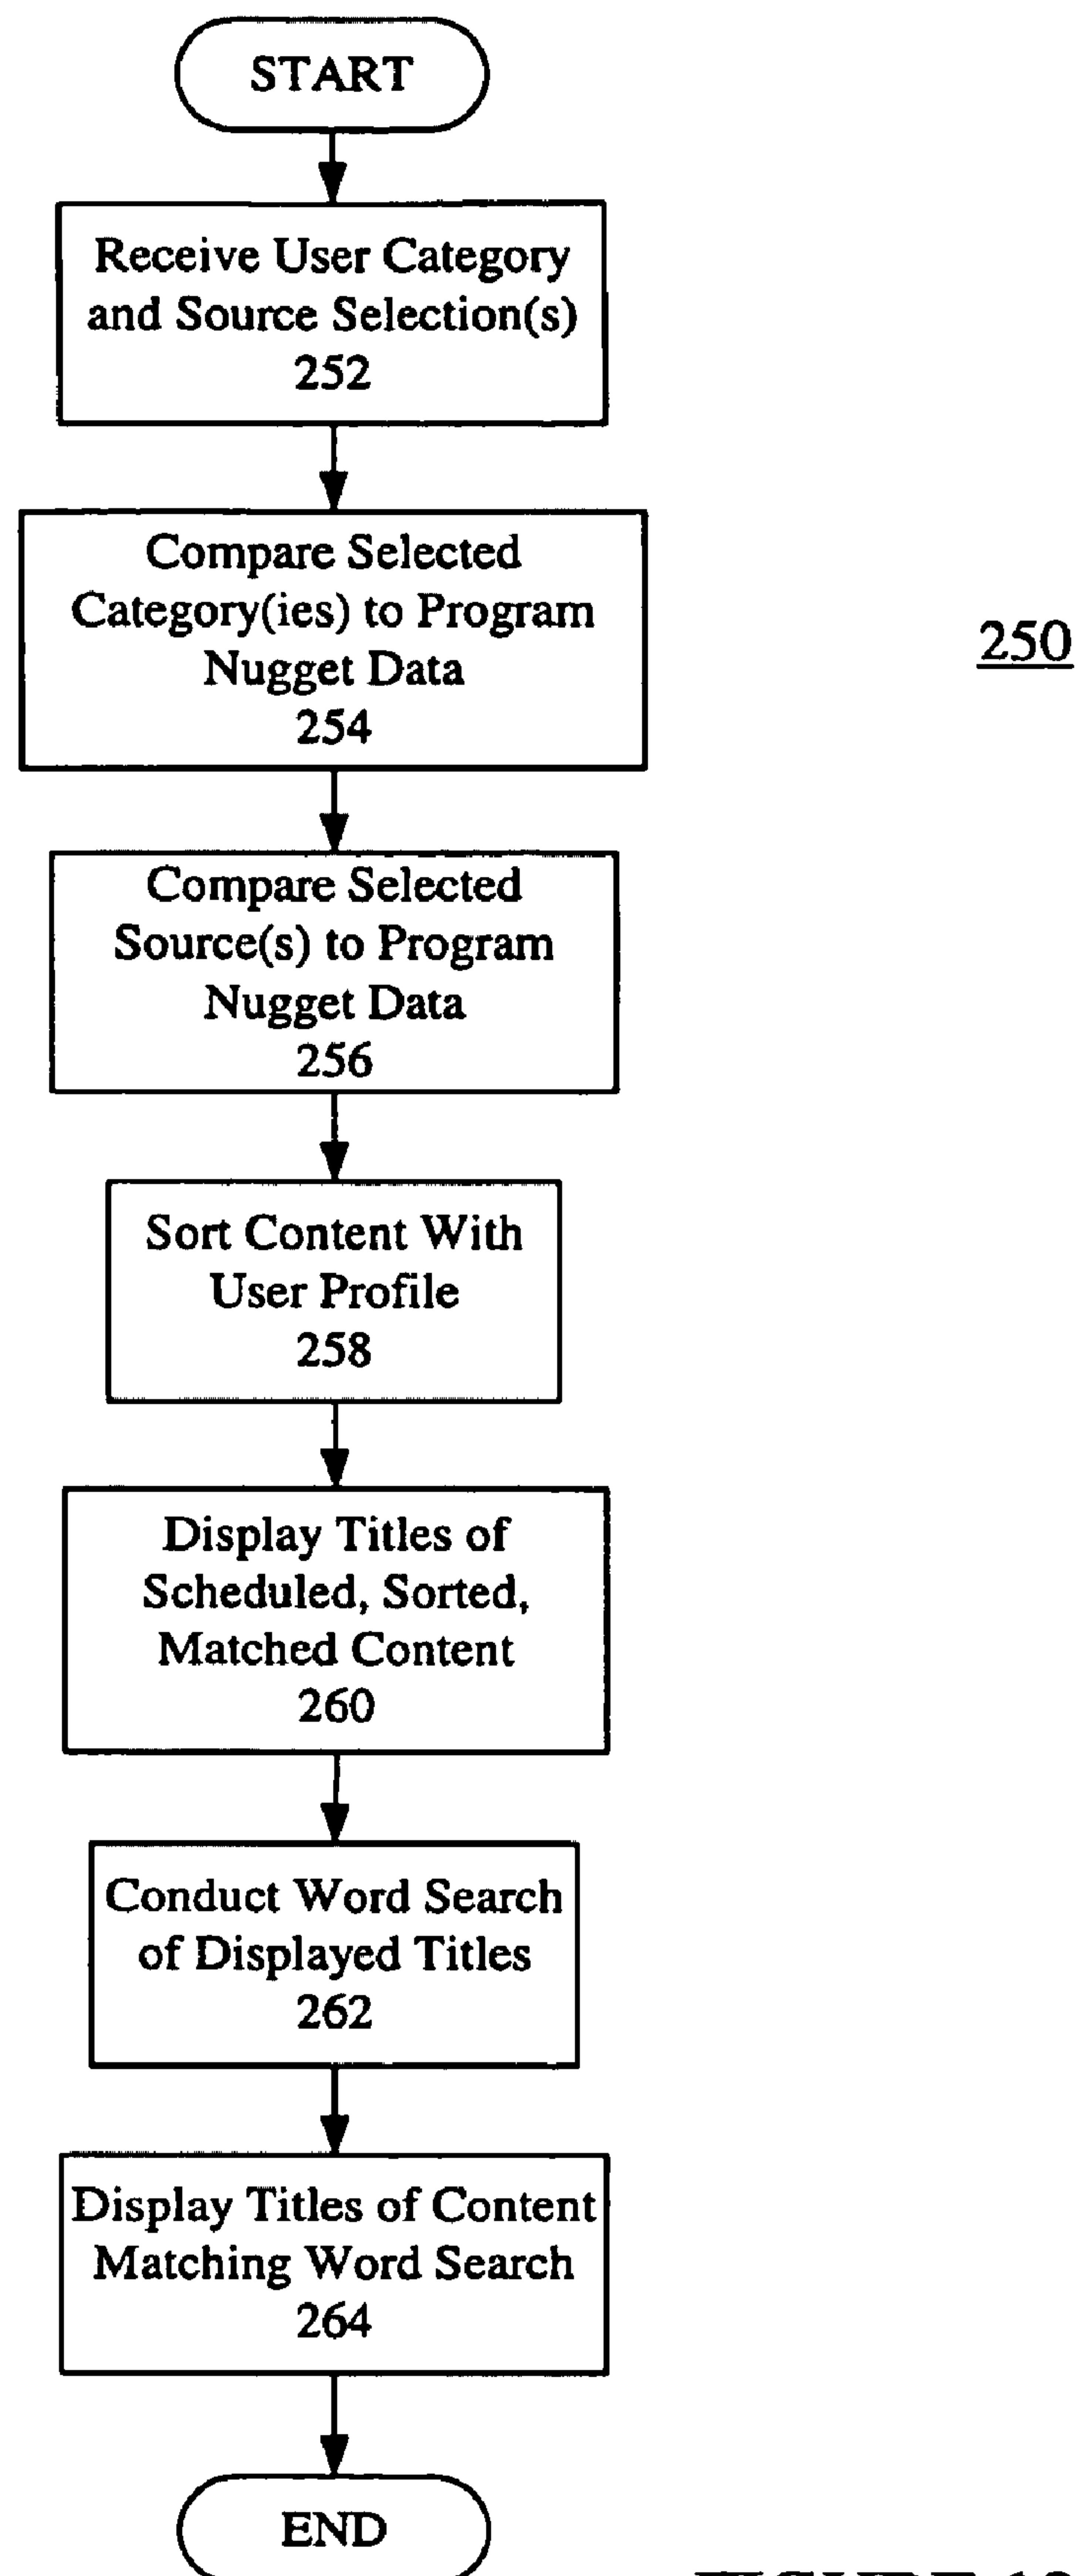 START
Receive User Category
and Source Selection(s)
252
Compare Selected
Category(ies) to Program
Nugget Data
254
250
Compare Selected
Source(s) to Program
Nugget Data
256
Sort Content With
User Profile
258
Display Titles of
Scheduled, Sorted,
Matched Content
260
Conduct Word Search
of Displayed Titles
262
Display Titles of Content
Matching Word Search
264
END